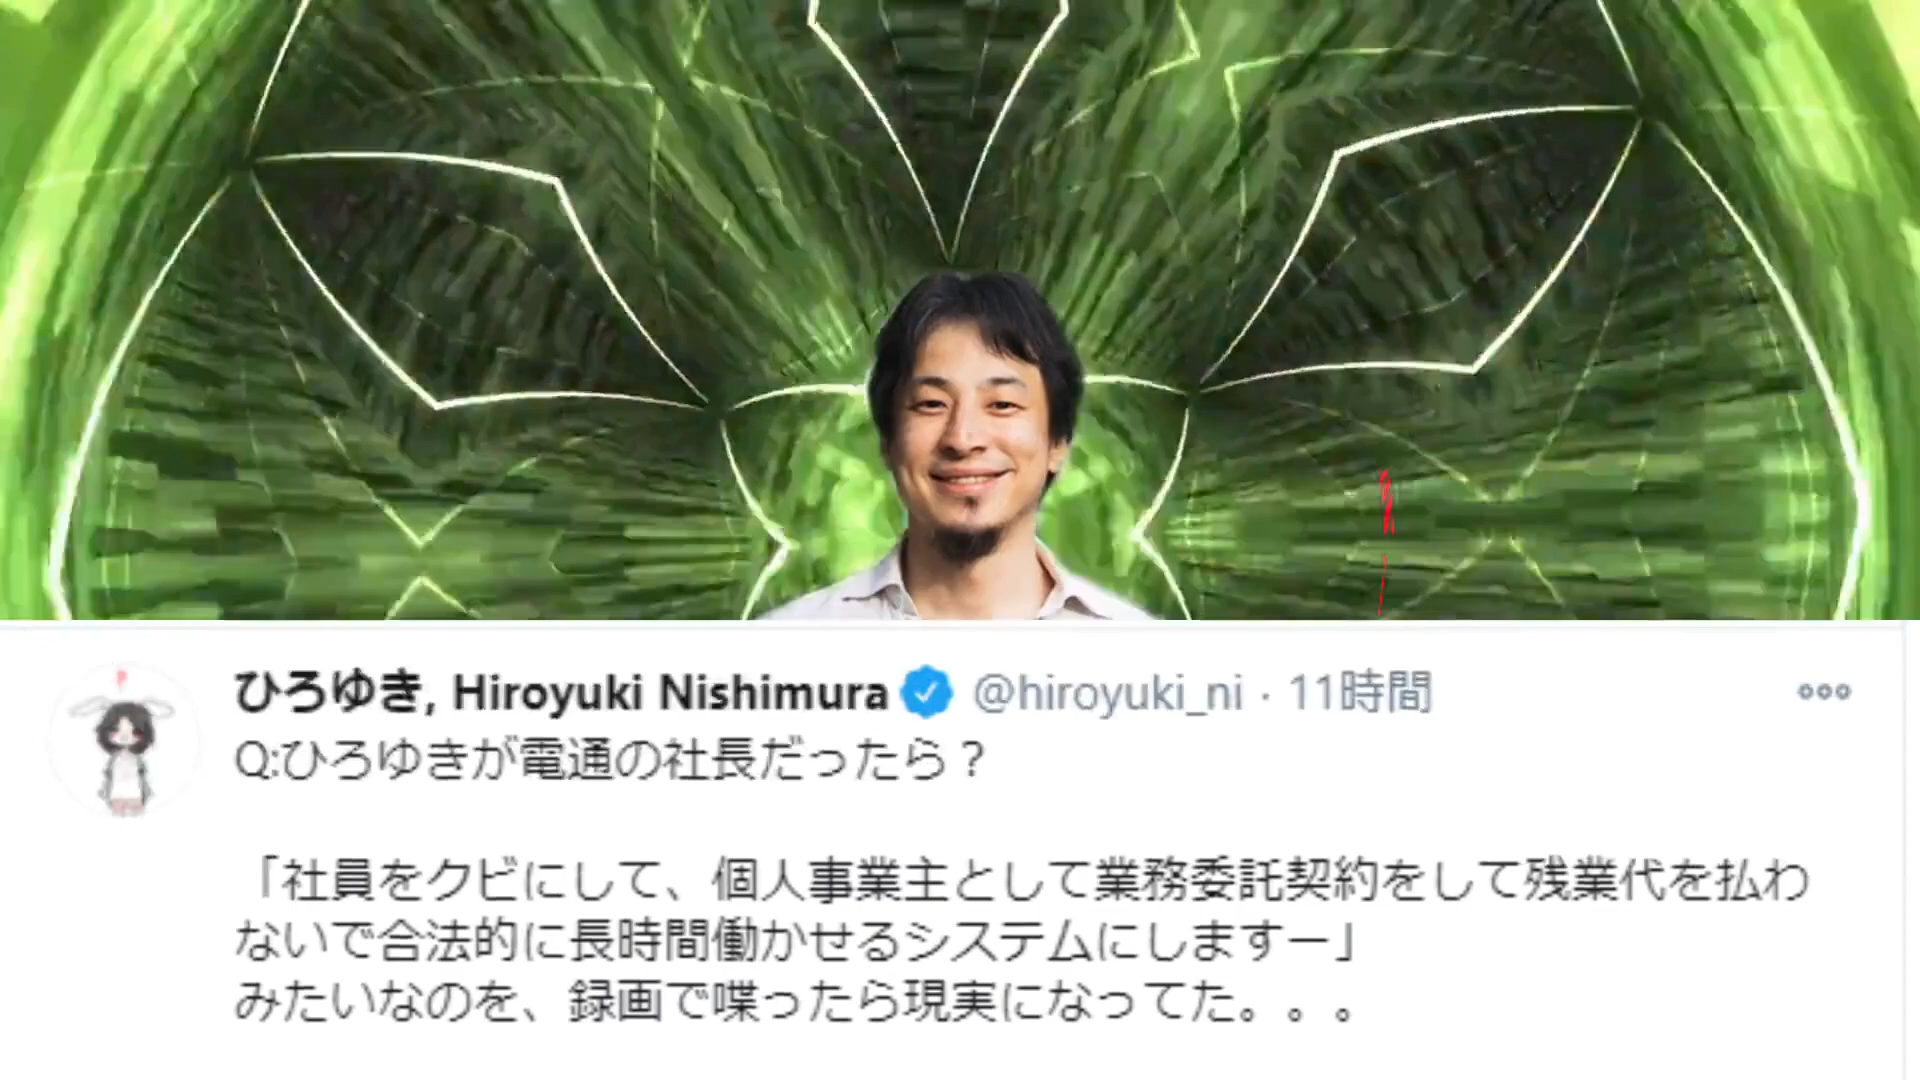 ひろゆき, Hiroyuki Nishimura @hiroyuki_ni · 11時間
Q:ひろゆきが電通の社長だったら？
「社員をクビにして、個人事業主として業務委託契約をして残業代を払わ
ないで合法的に長時間働かせるシステムにしますー」
みたいなのを、録画で喋ったら現実になってた。。。